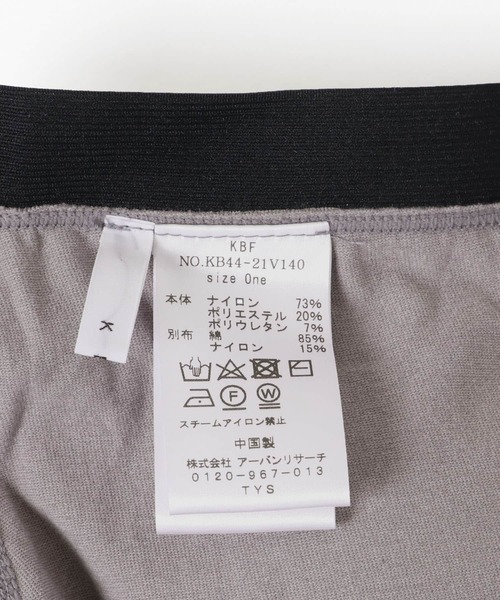 KBF
NO.KB44-21V140
size One
本体 ナイロン 73%
ポリエステル 20%
ポリウレタン 7%
別布 綿 85%
ナイロン 15%
F W
スチームアイロン禁止
中国製
株式会社 アーバンリサーチ
0120-967-013
TYS
K